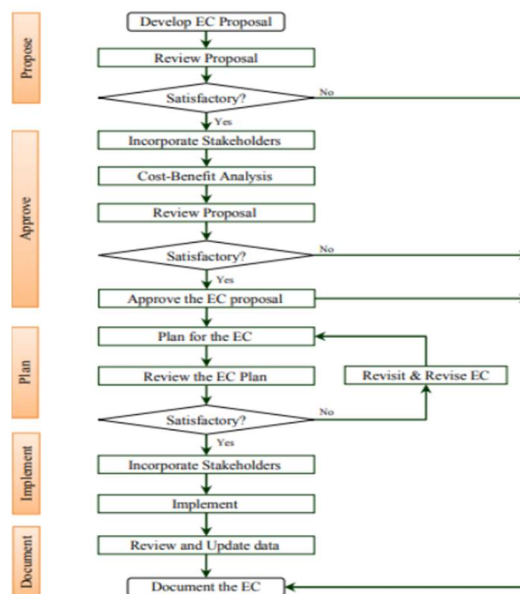 Propose
Develop EC Proposal
Review Proposal
Satisfactory?
No
Yes
Approve
Incorporate Stakeholders
Cost-Benefit Analysis
Review Proposal
Satisfactory?
No
Yes
Approve the EC proposal
Plan
Plan for the EC
Review the EC Plan
Revisit & Revise EC
Satisfactory?
No
Yes
Implement
Incorporate Stakeholders
Implement
Document
Review and Update data
Document the EC